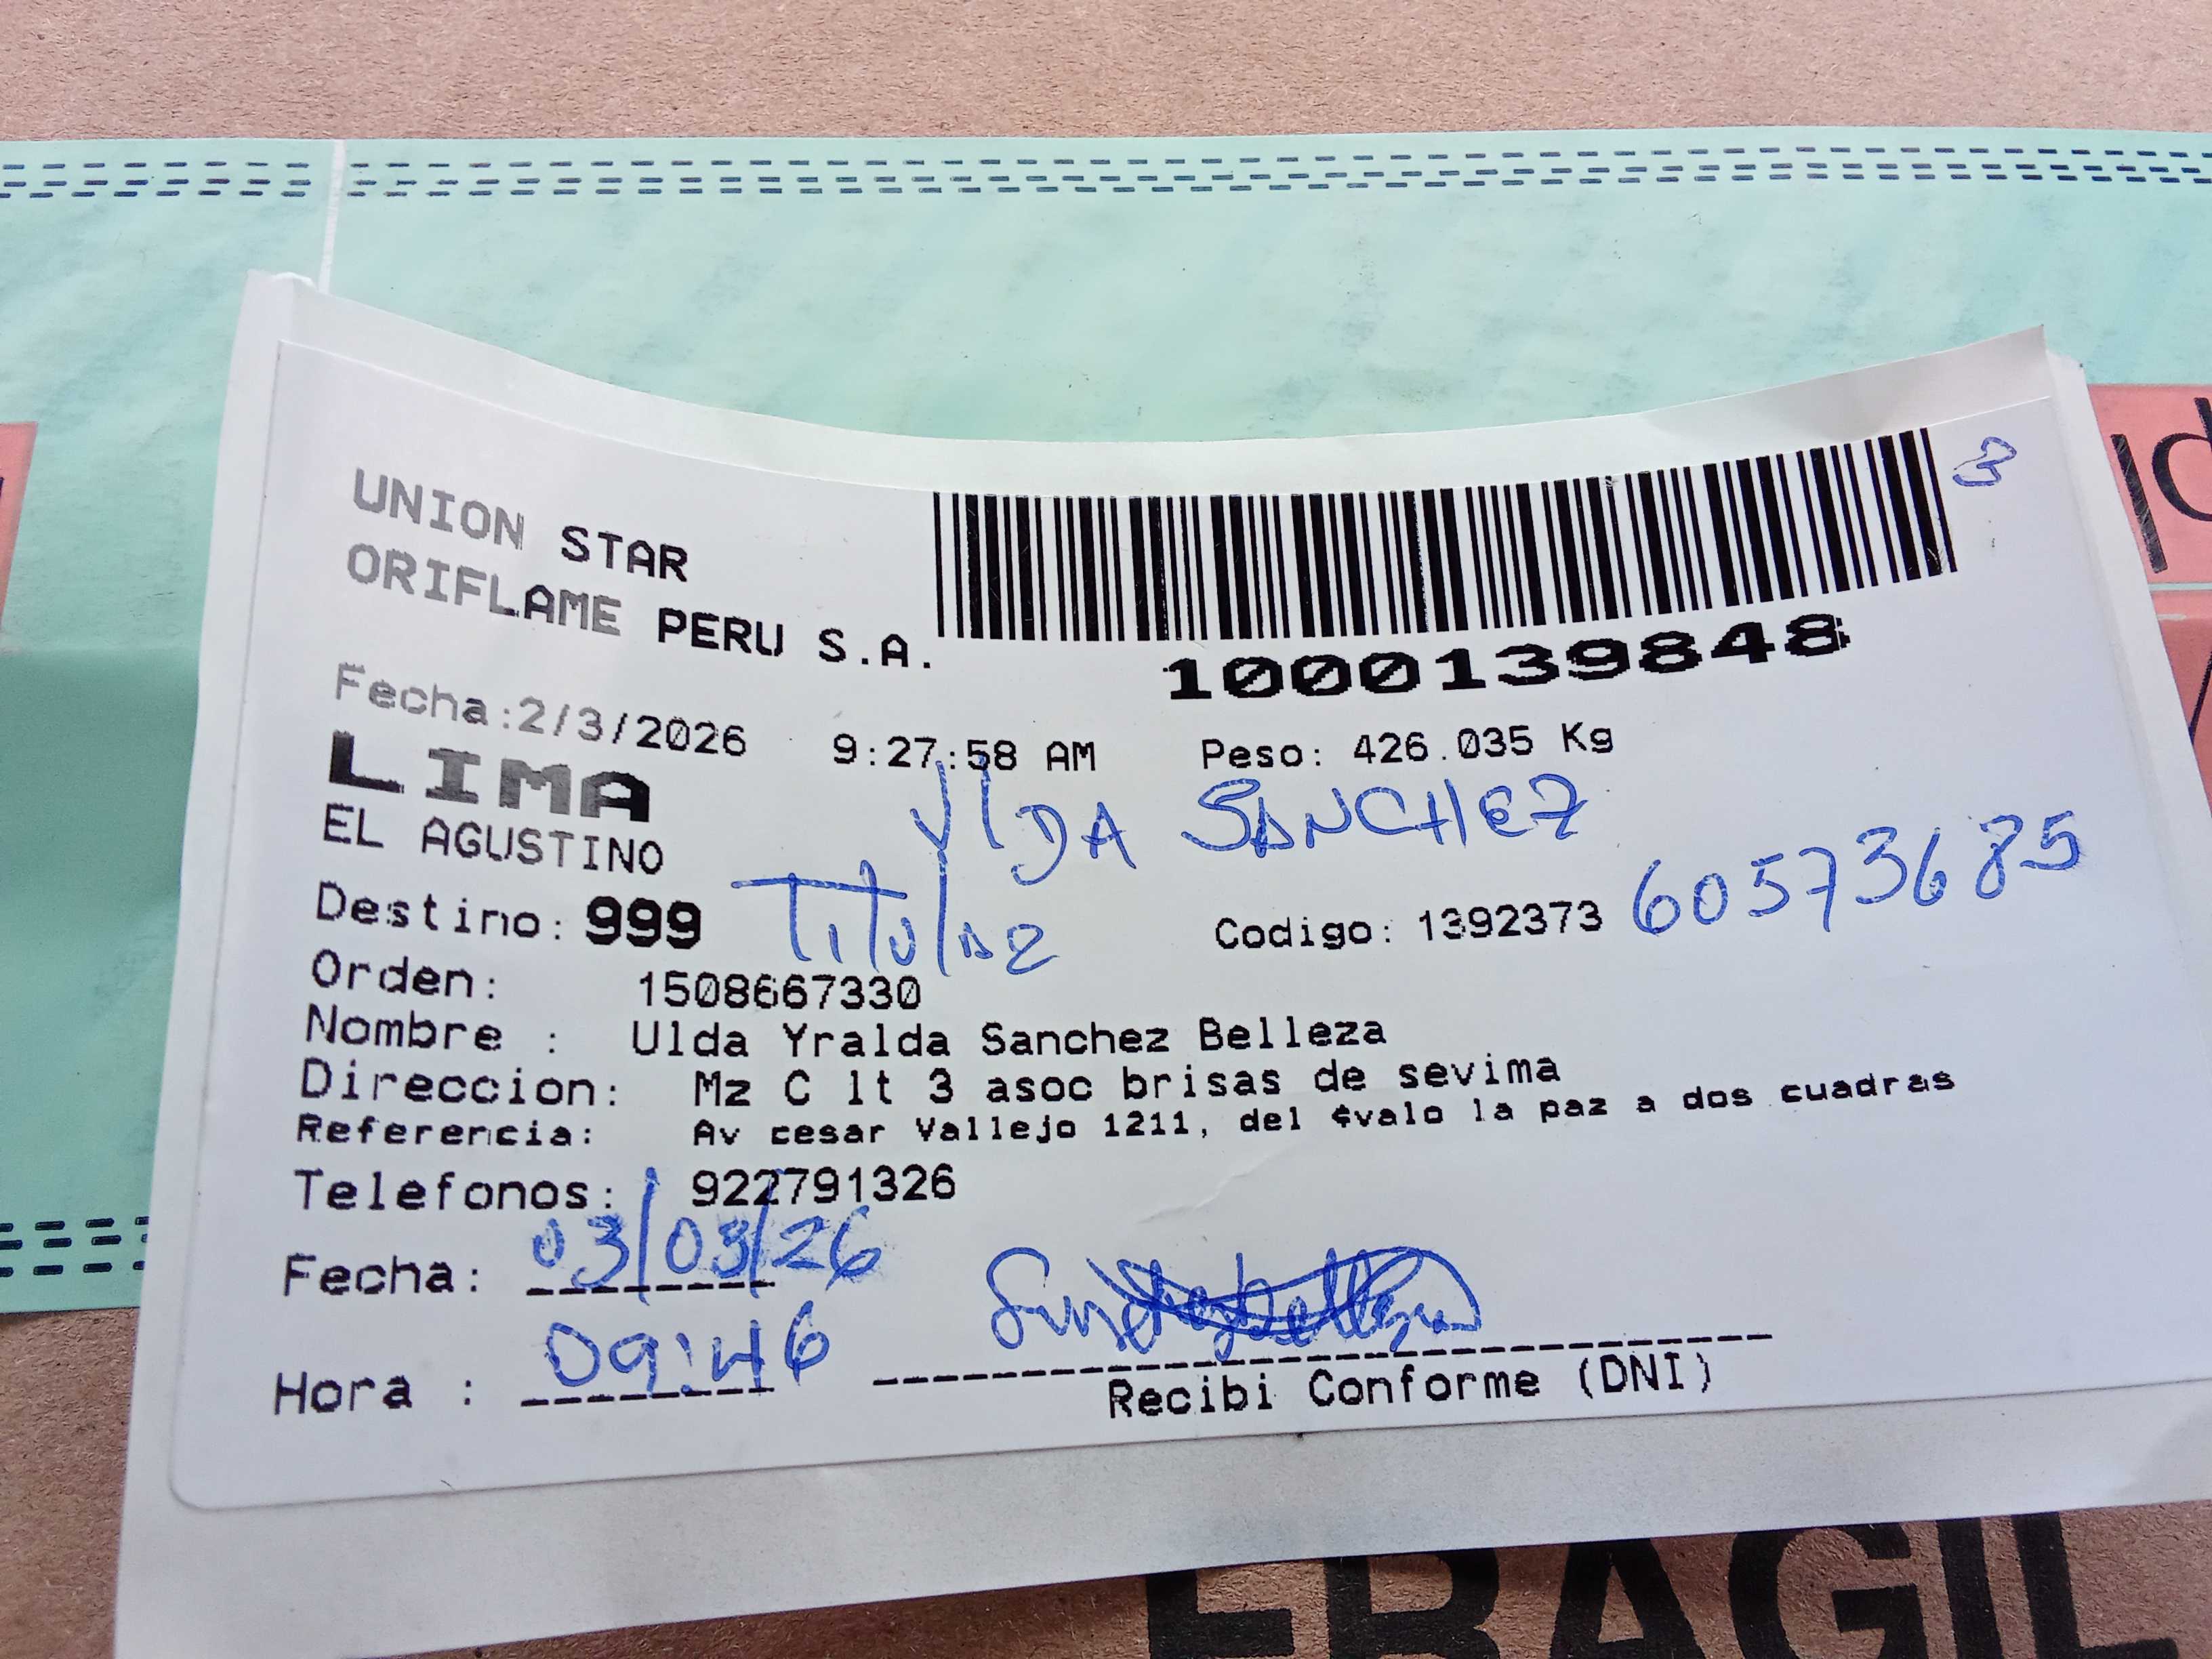 UNION STAR
ORIFLAME PERU S.A.
3
1000139848
Fecha:2/3/2026 9:27:58 AM Peso: 426.035 Kg
LIMA
EL AGUSTINO
SANCHEZ
Destino: 999 TITULAR Codigo: 1392373 60573685
Orden: 1508667330
Nombre : Ulda Yralda Sanchez Belleza
Direccion: Mz C lt 3 asoc brisas de sevima
Referencia: Av cesar Vallejo 1211, del ¢valo la paz a dos cuadras
Telefonos: 922791326
Fecha: 03/03/26
Hora : 09:46
Recibi Conforme (DNI)
FRAGIL